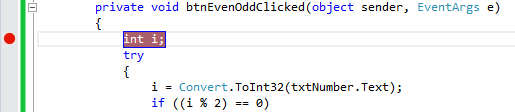 private void btnEvenOddClicked(object sender, EventArgs e)
{
int i;
try
{
i = Convert.ToInt32(txtNumber.Text);
if ((i % 2) == 0)